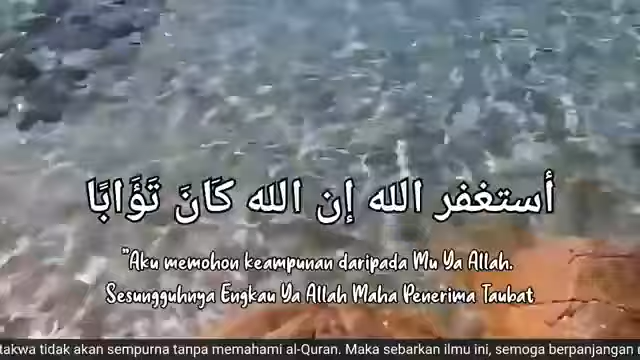 أستغفر الله إن الله كَانَ تَؤَابًا
"Aku memohon keampunan daripada Mu Ya Allah.
Sesungguhnya Engkau Ya Allah Maha Penerima Taubat
takwa tidak akan sempurna tanpa memahami al-Quran. Maka sebarkan ilmu ini, semoga berpanjangan